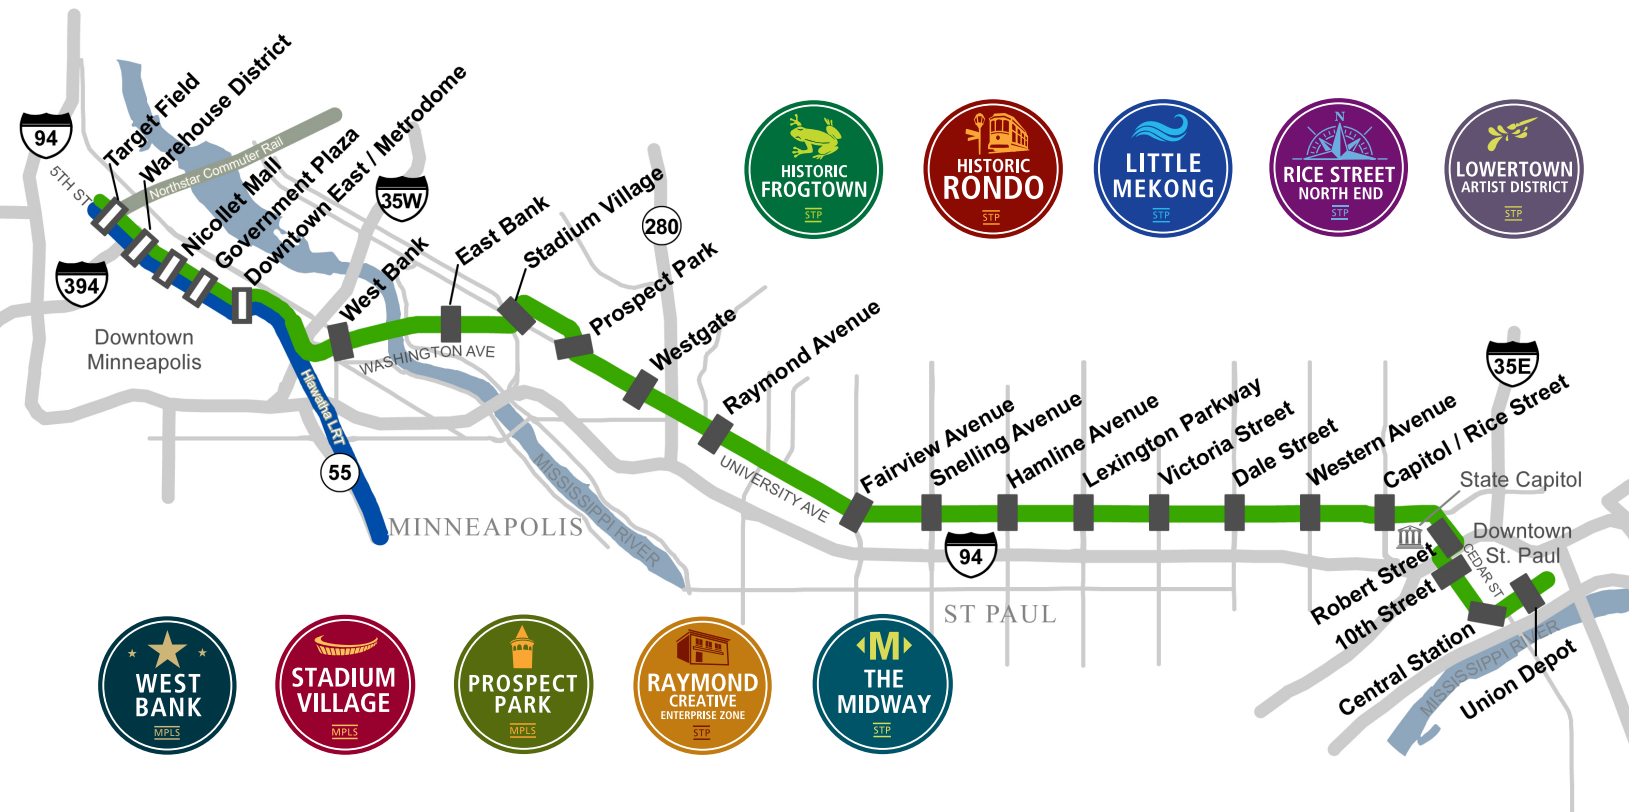 94
5TH ST
Target Field
Warehouse District
Northstar Commuter Rail
Nicollet Mall
Government Plaza
Downtown East / Metrodome
35W
394
Downtown
Minneapolis
West Bank
East Bank
Stadium Village
280
Prospect Park
WASHINGTON AVE
Westgate
Raymond Avenue
Hiawatha LRT
55
MINNEAPOLIS
MISSISSIPPI RIVER
UNIVERSITY AVE
Fairview Avenue
Snelling Avenue
Hamline Avenue
Lexington Parkway
Victoria Street
Dale Street
Western Avenue
Capitol / Rice Street
35E
State Capitol
Downtown
St. Paul
94
ST PAUL
CEDAR ST
Robert Street
10th Street
Central Station
Union Depot
MISSISSIPPI RIVER
HISTORIC
FROGTOWN
STP
HISTORIC
RONDO
STP
LITTLE
MEKONG
STP
N
RICE STREET
NORTH END
STP
LOWERTOWN
ARTIST DISTRICT
STP
WEST
BANK
MPLS
STADIUM
VILLAGE
MPLS
PROSPECT
PARK
MPLS
RAYMOND
CREATIVE
ENTERPRISE ZONE
STP
M
THE
MIDWAY
STP